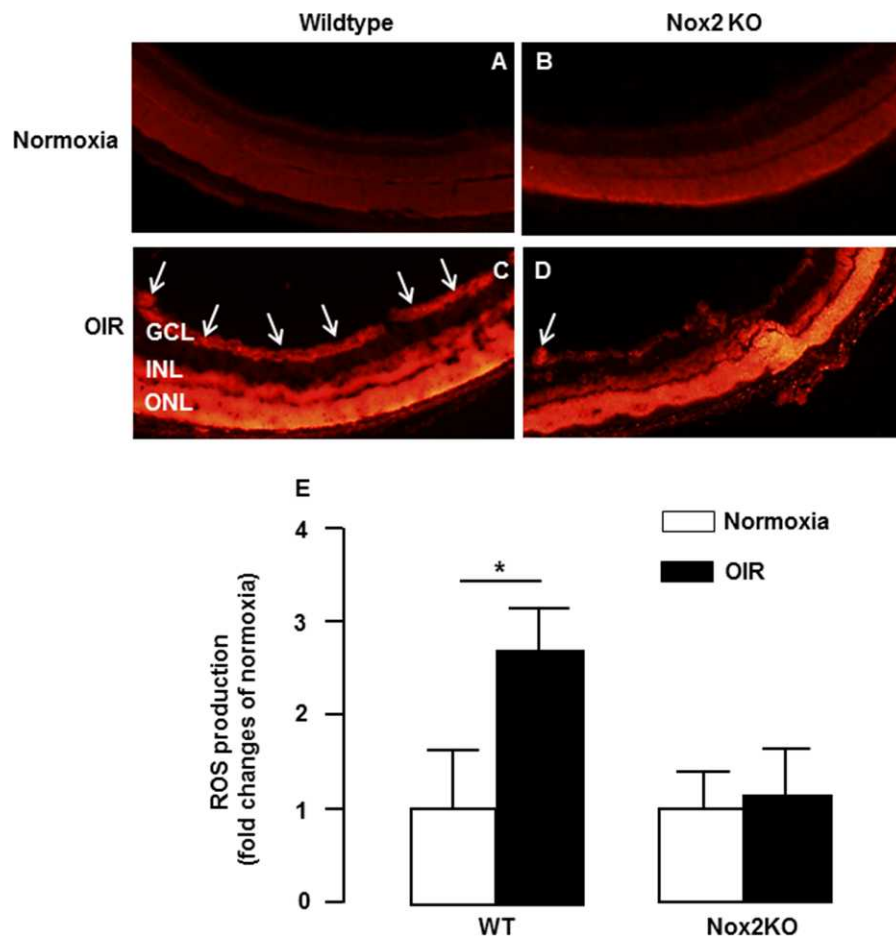 Wildtype Nox2 KO
Normoxia
A B
OIR
C D
GCL
INL
ONL
E
4
3
2
1
0
ROS production
(fold changes of normoxia)
*
Normoxia
OIR
WT Nox2KO